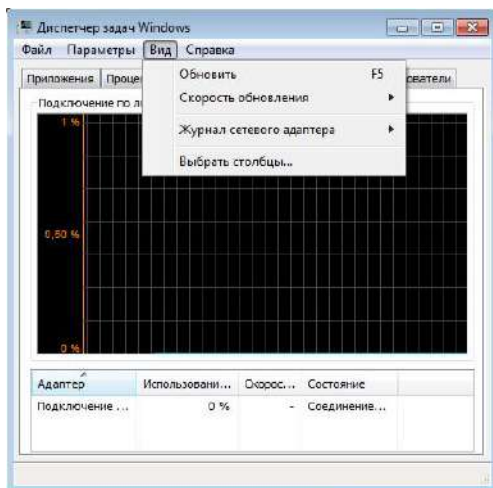 Диспетчер задач Windows
Файл Параметры Вид Справка
Приложения Проце ователи
Обновить F5
Скорость обновления
Журнал сетевого адаптера
Выбрать столбцы...
Подключение по л
1 %
0,50 %
0 %
Адаптер Использовани... Скорос... Состояние
Подключение ... 0 % - Соединение...